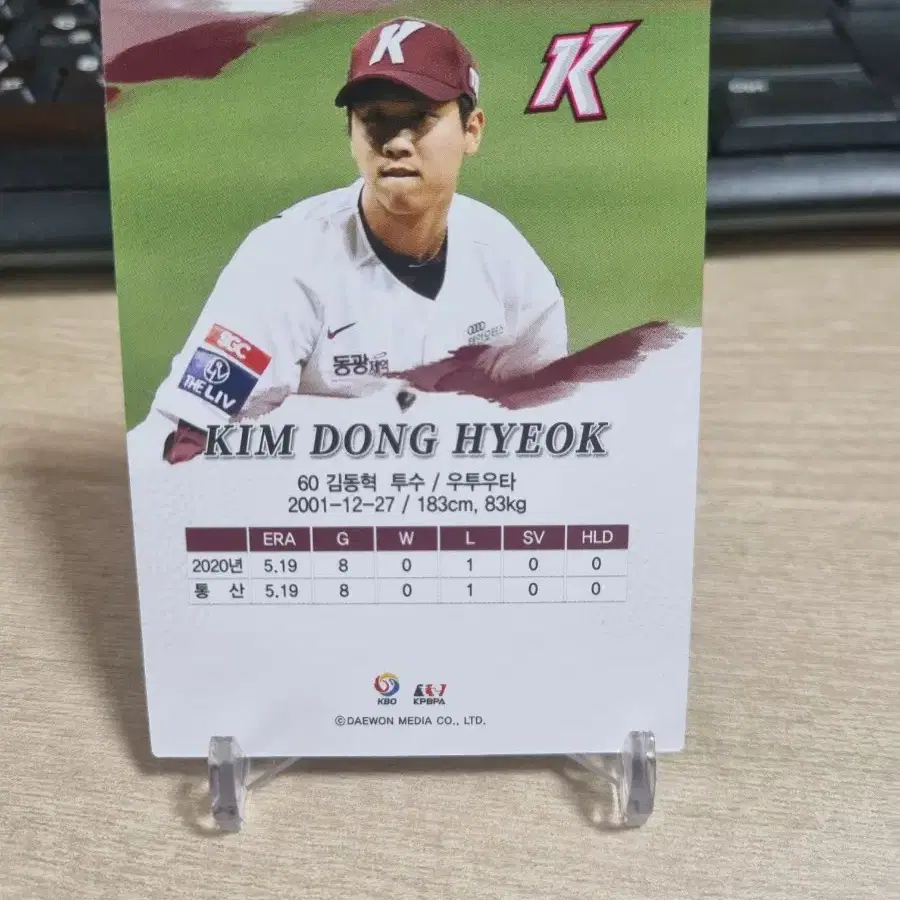 K
K
SGC
THE LIV
동광제약
KIM DONG HYEOK
60 김동혁 투수 / 우투우타
2001-12-27 / 183cm, 83kg
ERA G W L SV HLD
2020년 5.19 8 0 1 0 0
통 산 5.19 8 0 1 0 0
KBO KPBPA
©DAEWON MEDIA CO., LTD.